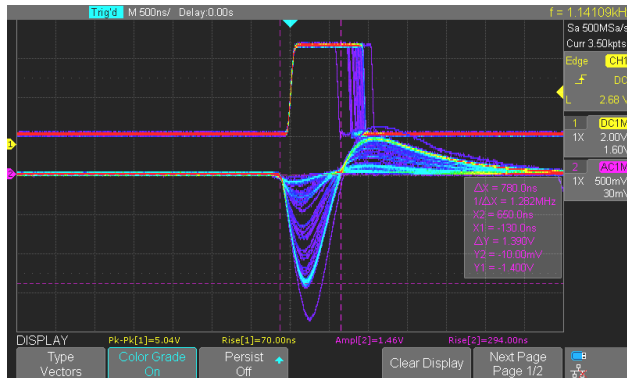 Trig'd M 500ns/ Delay:0.00s f = 1.14109kH
Sa 500MSa/s
Curr 3.50kpts
Edge CH1
DC
L 2.68 V
1 DC1M
1X 2.00V
1.60V
2 AC1M
1X 500mV
30mV
1
2
△X = 780.0ns
1/△X = 1.282MHz
X2 = 650.0ns
X1 = -130.0ns
△Y = 1.390V
Y2 = -10.00mV
Y1 = -1.400V
DISPLAY Pk-Pk[1]=5.04V Rise[1]=70.00ns Ampl[2]=1.46V Rise[2]=294.00ns
Type
Vectors
Color Grade
On
Persist
Off
Clear Display
Next Page
Page 1/2